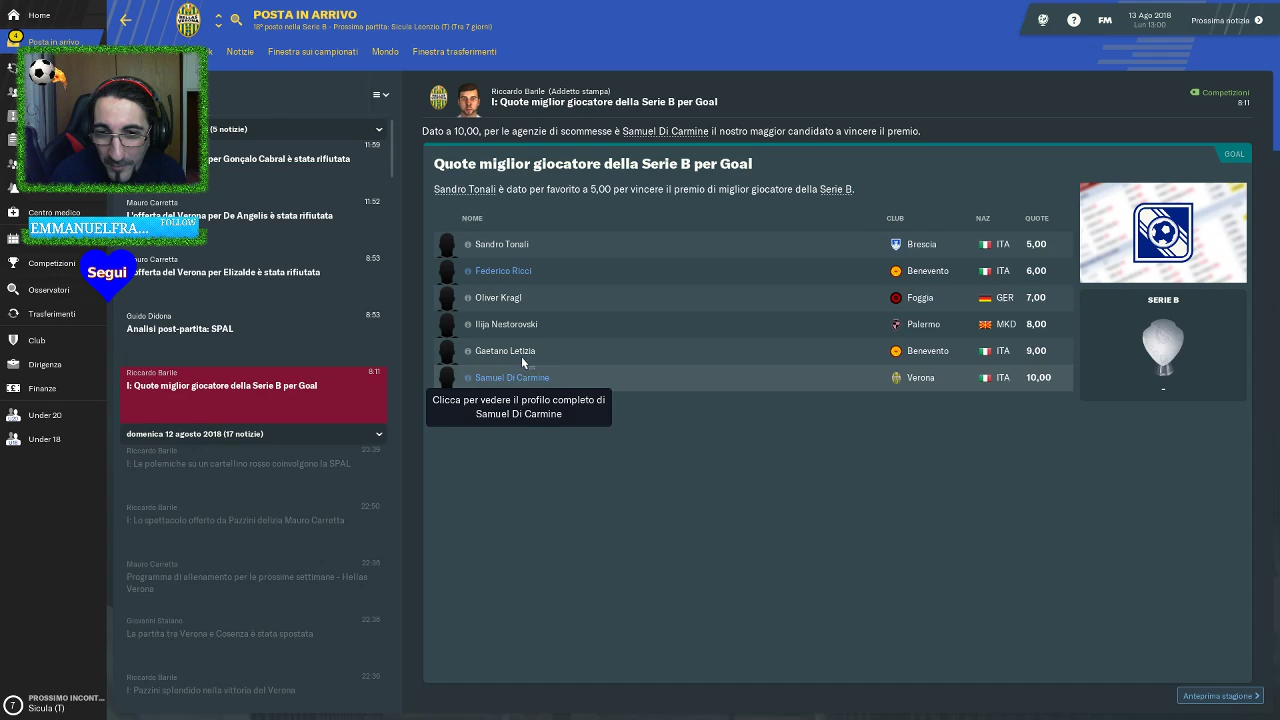 Home
POSTA IN ARRIVO
18° posto nella Serie B - Prossima partita: Sicula Leonzio (T) (Tra 7 giorni)
FM
13 Ago 2018
Lun 13:00
Prossima notizia
4
Posta in arrivo
Notizie
Finestra sui campionati
Mondo
Finestra trasferimenti
Riccardo Barile (Addetto stampa)
I: Quote miglior giocatore della Serie B per Goal
Competizioni
8:11
(5 notizie)
11:59
per Gonçalo Cabral è stata rifiutata
Mauro Carretta
11:52
L'offerta del Verona per De Angelis è stata rifiutata
Carretta
8:53
offerta del Verona per Elizalde è stata rifiutata
Guido Didona
8:53
Analisi post-partita: SPAL
Riccardo Barile
8:11
I: Quote miglior giocatore della Serie B per Goal
domenica 12 agosto 2018 (17 notizie)
Riccardo Barile
23:39
I: Le polemiche su un cartellino rosso coinvolgono la SPAL
Riccardo Barile
22:50
I: Lo spettacolo offerto da Pazzini delizia Mauro Carretta
Mauro Carretta
22:36
Programma di allenamento per le prossime settimane - Hellas
Verona
Giovanni Staiano
22:36
La partita tra Verona e Cosenza è stata spostata
Riccardo Barile
22:36
I: Pazzini splendido nella vittoria del Verona
Centro medico
FOLLOW
EMMANUELFRA...
Competizioni
Segui
Osservatori
Trasferimenti
Club
Dirigenza
Finanze
Under 20
Under 18
7
PROSSIMO INCONT...
Sicula (T)
Dato a 10,00, per le agenzie di scommesse è Samuel Di Carmine il nostro maggior candidato a vincere il premio.
Quote miglior giocatore della Serie B per Goal
GOAL
Sandro Tonali è dato per favorito a 5,00 per vincere il premio di miglior giocatore della Serie B.
NOME CLUB NAZ QUOTE
Sandro Tonali Brescia ITA 5,00
Federico Ricci Benevento ITA 6,00
Oliver Kragl Foggia GER 7,00
Ilija Nestorovski Palermo MKD 8,00
Gaetano Letizia Benevento ITA 9,00
Samuel Di Carmine Verona ITA 10,00
Clicca per vedere il profilo completo di
Samuel Di Carmine
SERIE B
-
Anteprima stagione